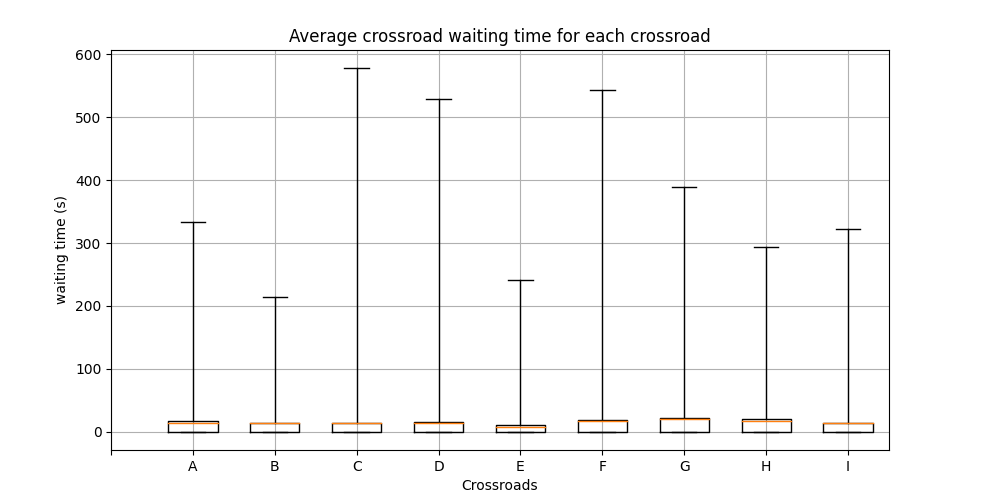 Average crossroad waiting time for each crossroad
600
500
400
300
200
100
0
waiting time (s)
A B C D E F G H I
Crossroads